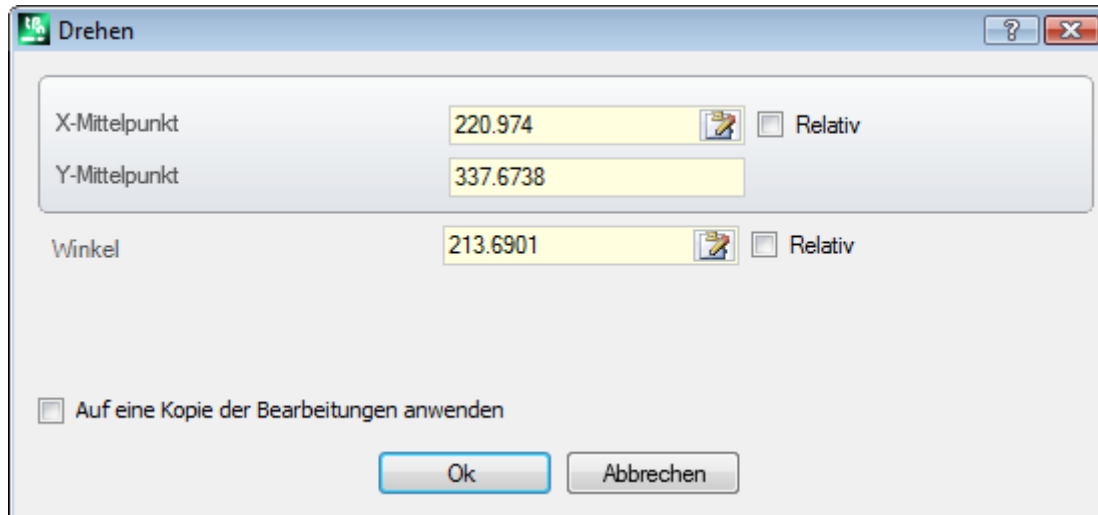 Drehen
X-Mittelpunkt 220.974 Relativ
Y-Mittelpunkt 337.6738
Winkel 213.6901 Relativ
Auf eine Kopie der Bearbeitungen anwenden
Ok Abbrechen